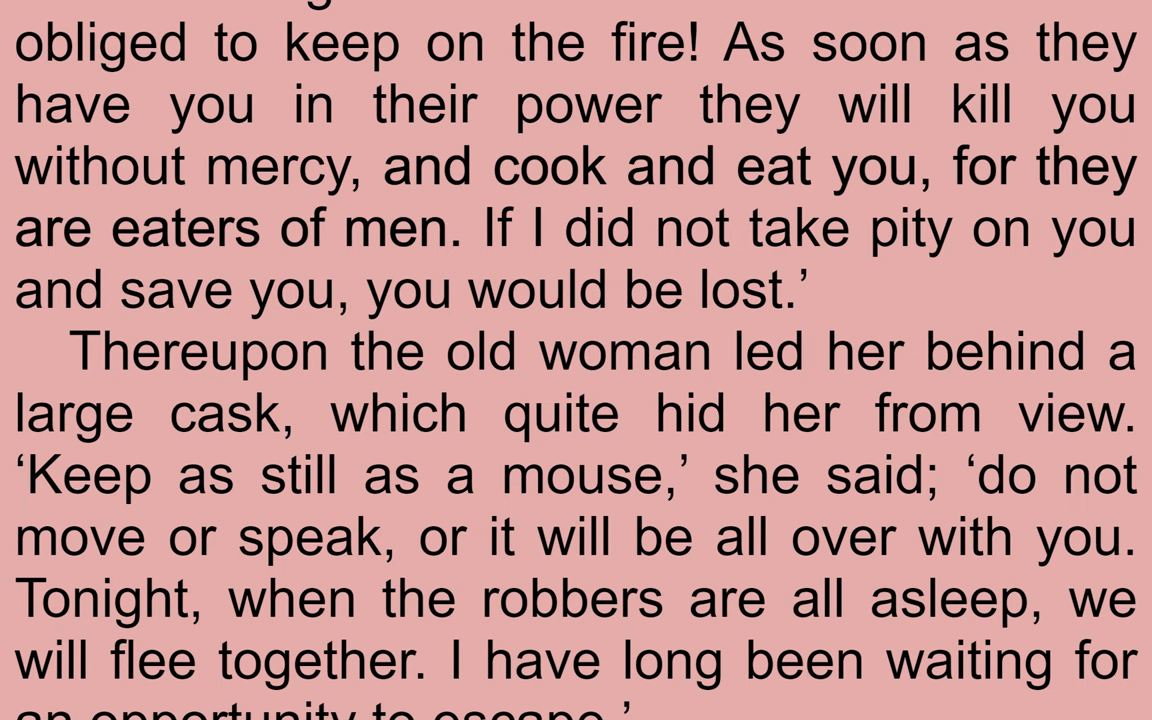 obliged to keep on the fire! As soon as they
have you in their power they will kill you
without mercy, and cook and eat you, for they
are eaters of men. If I did not take pity on you
and save you, you would be lost.’
Thereupon the old woman led her behind a
large cask, which quite hid her from view.
‘Keep as still as a mouse,’ she said; ‘do not
move or speak, or it will be all over with you.
Tonight, when the robbers are all asleep, we
will flee together. I have long been waiting for
an opportunity to escape.’